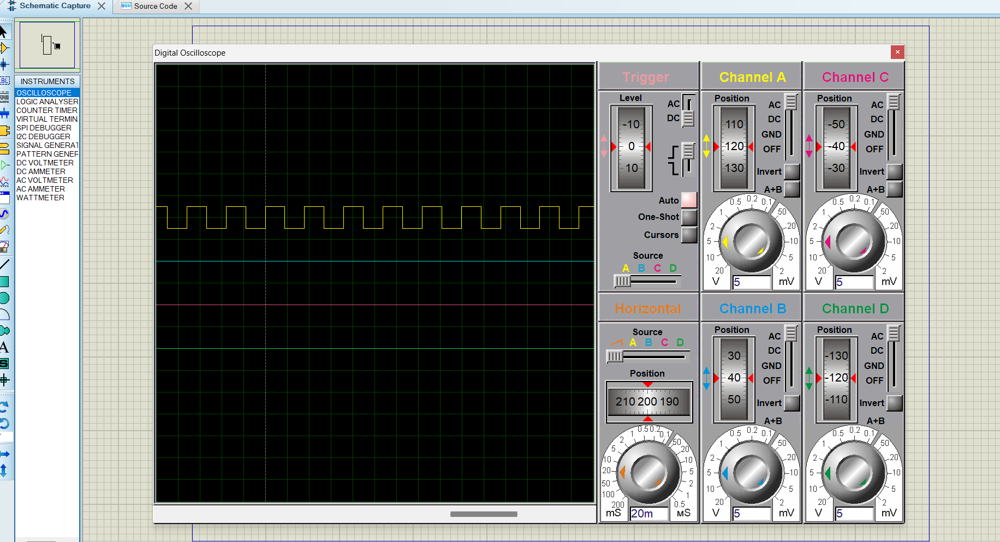 Schematic Capture
Source Code
Digital Oscilloscope
LBL
INSTRUMENTS
OSCILLOSCOPE
LOGIC ANALYSER
COUNTER TIMER
VIRTUAL TERMIN
SPI DEBUGGER
I2C DEBUGGER
SIGNAL GENERAT
PATTERN GENER
DC VOLTMETER
DC AMMETER
AC VOLTMETER
AC AMMETER
WATTMETER
A
S
Trigger
Level
-10
0
10
AC
DC
Auto
One-Shot
Cursors
Source
A B C D
Channel A
Position
110
120
130
AC
DC
GND
OFF
Invert
A+B
20 10 5 2 1 0.5 0.2 0.1 50 20 10 5 2
V
5
mV
Channel C
Position
-50
-40
-30
AC
DC
GND
OFF
Invert
A+B
20 10 5 2 1 0.5 0.2 0.1 50 20 10 5 2
V
5
mV
Horizontal
Source
A B C D
Position
210 200 190
200 100 50 20 10 5 2 1 0.5 0.2 0.1 50 20 10 5 2 1 0.5
mS
20m
µS
Channel B
Position
30
40
50
AC
DC
GND
OFF
Invert
A+B
20 10 5 2 1 0.5 0.2 0.1 50 20 10 5 2
V
5
mV
Channel D
Position
-130
-120
-110
AC
DC
GND
OFF
Invert
A+B
20 10 5 2 1 0.5 0.2 0.1 50 20 10 5 2
V
5
mV